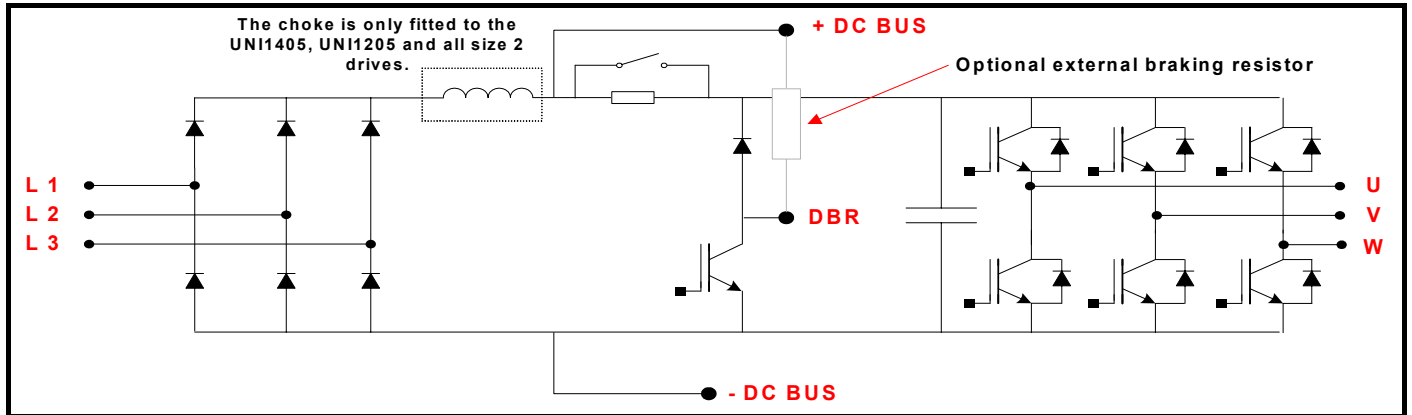 The choke is only fitted to the
UNI1405, UNI1205 and all size 2
drives.
+ DC BUS
Optional external braking resistor
L 1
L 2
L 3
DBR
U
V
W
- DC BUS